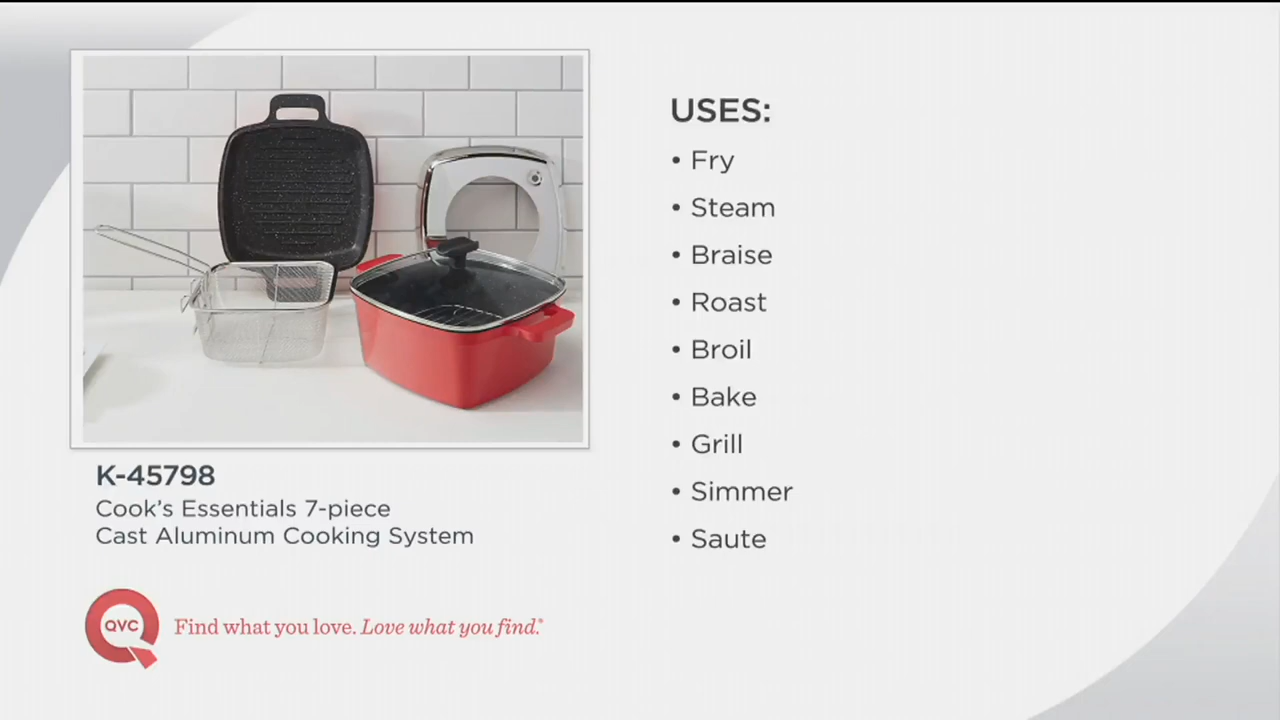 USES:
• Fry
• Steam
• Braise
• Roast
• Broil
• Bake
• Grill
• Simmer
• Saute
K-45798
Cook's Essentials 7-piece
Cast Aluminum Cooking System
QVC
Find what you love. Love what you find.®